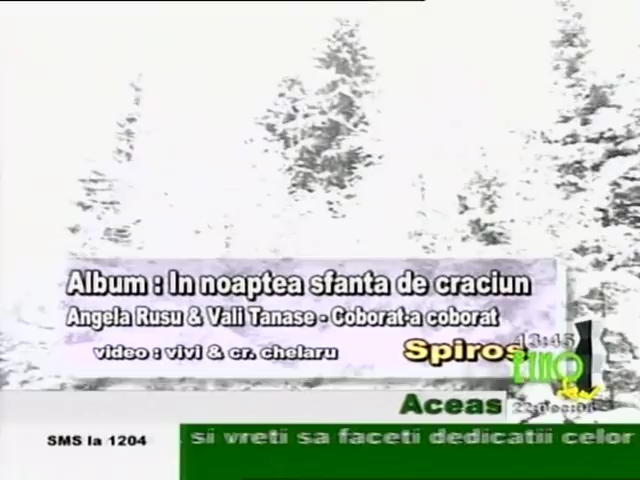 Album : In noaptea sfanta de craciun
Angela Rusu & Vali Tanase - Coborat-a coborat
video : vivi & cr. chelaru
Spiros
13:45
ETNO
Aceas
SMS la 1204
si vreti sa faceti dedicatii celor